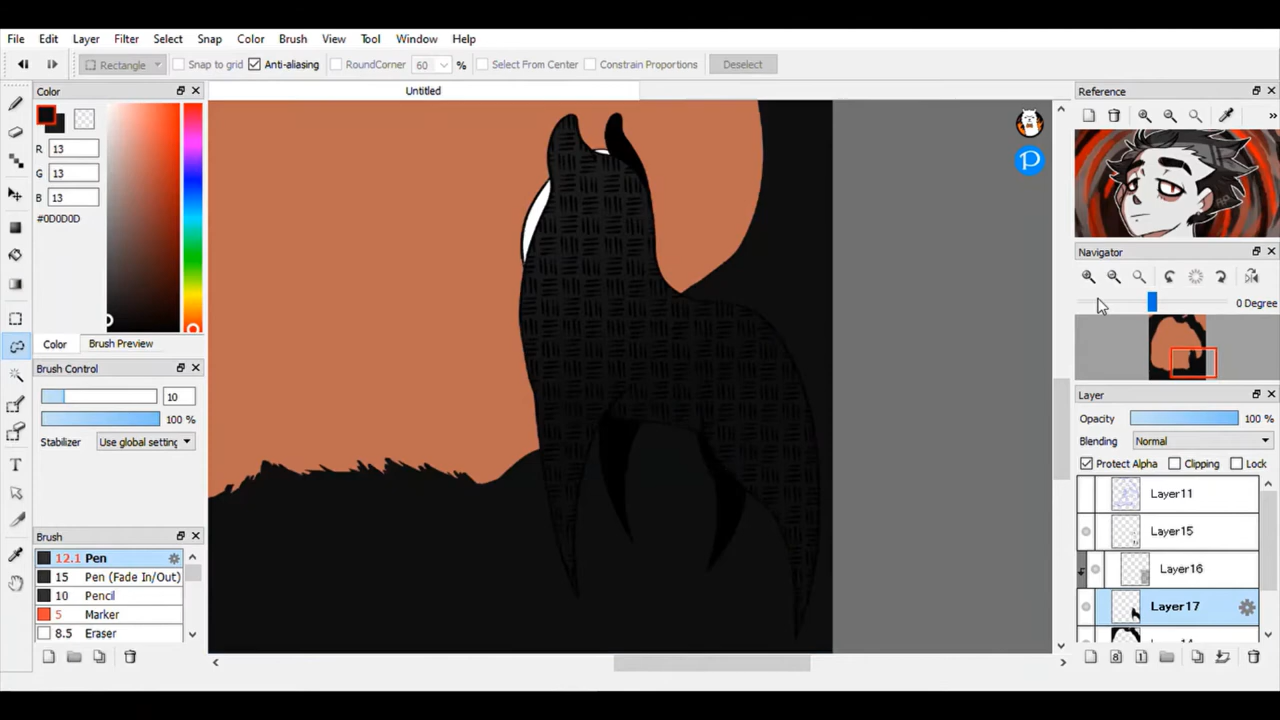 File Edit Layer Filter Select Snap Color Brush View Tool Window Help
Rectangle Snap to grid Anti-aliasing RoundCorner 60 % Select From Center Constrain Proportions Deselect
Color
R 13
G 13
B 13
#0D0D0D
Color Brush Preview
Brush Control
10
100 %
Stabilizer Use global setting
Brush
12.1 Pen
15 Pen (Fade In/Out)
10 Pencil
5 Marker
8.5 Eraser
Untitled
P
Reference
Navigator
0 Degree
Layer
Opacity 100 %
Blending Normal
Protect Alpha Clipping Lock
Layer11
Layer15
Layer16
Layer17